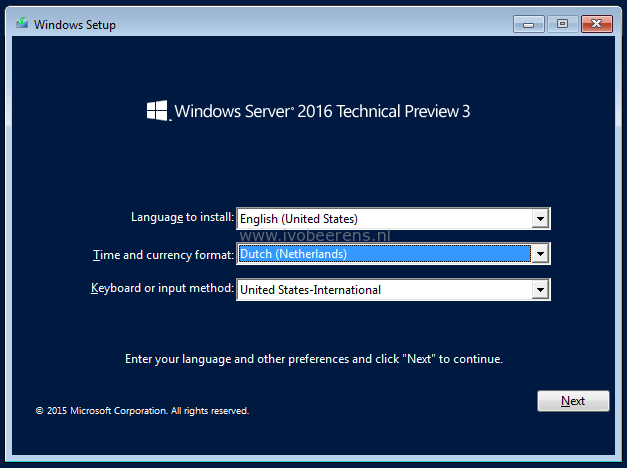 Windows Setup
Windows Server® 2016 Technical Preview 3
Language to install: English (United States)
www.ivobeerens.nl
Time and currency format: Dutch (Netherlands)
Keyboard or input method: United States-International
Enter your language and other preferences and click "Next" to continue.
Next
© 2015 Microsoft Corporation. All rights reserved.